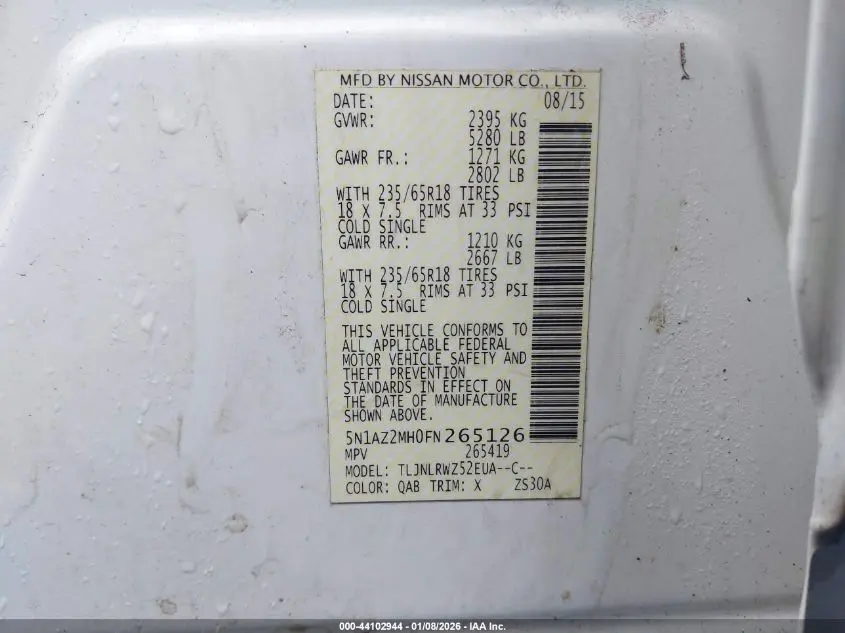 MFD BY NISSAN MOTOR CO., LTD.
DATE: 08/15
GVWR: 2395 KG
5280 LB
GAWR FR.: 1271 KG
2802 LB
WITH 235/65R18 TIRES
18 X 7.5 RIMS AT 33 PSI
COLD SINGLE
GAWR RR.: 1210 KG
2667 LB
WITH 235/65R18 TIRES
18 X 7.5 RIMS AT 33 PSI
COLD SINGLE
THIS VEHICLE CONFORMS TO
ALL APPLICABLE FEDERAL
MOTOR VEHICLE SAFETY AND
THEFT PREVENTION
STANDARDS IN EFFECT ON
THE DATE OF MANUFACTURE
SHOWN ABOVE.
5N1AZ2MH0FN265126
MPV 265419
MODEL: TLJNLRWZ52EUA--C--
COLOR: QAB TRIM: X ZS30A
000-44102944 - 01/08/2026 - IAA Inc.